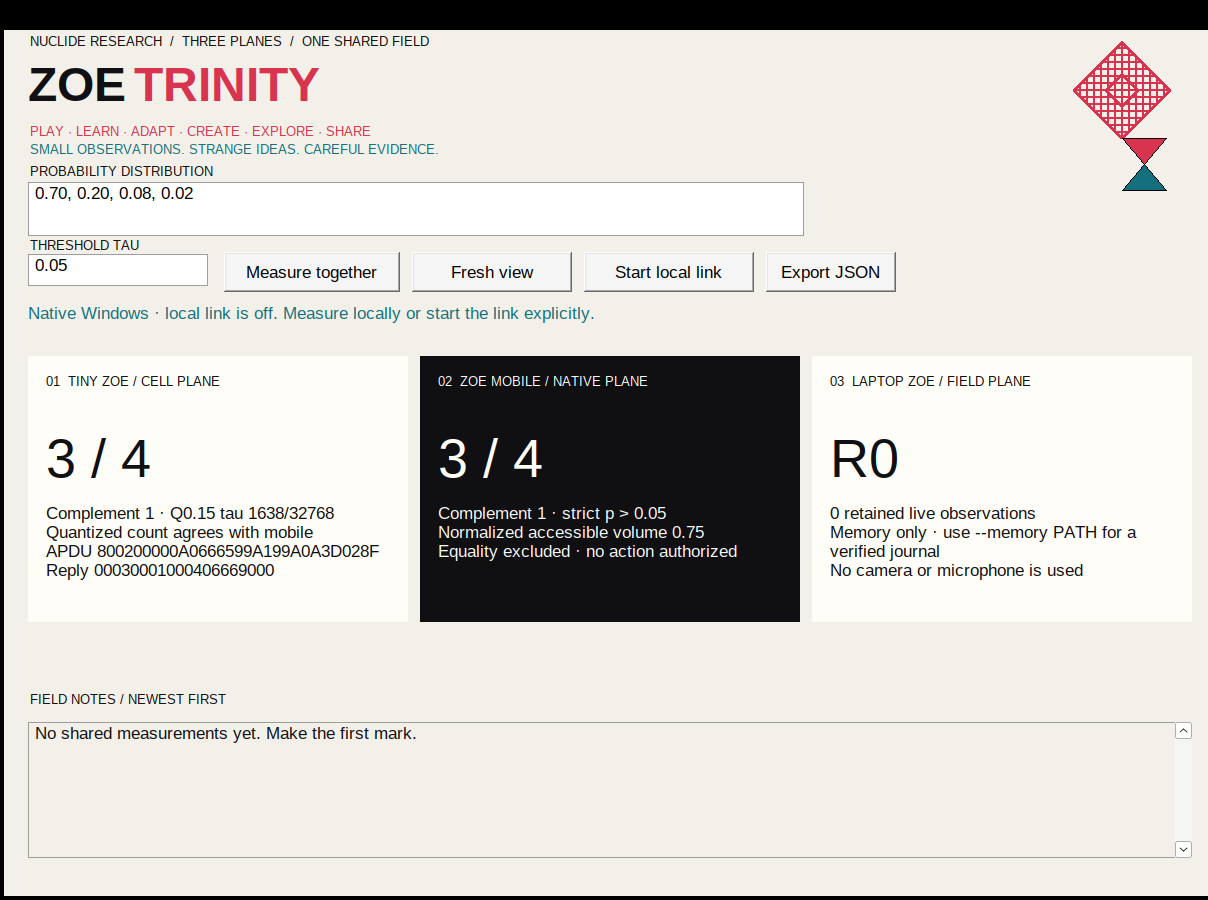 NUCLIDE RESEARCH / THREE PLANES / ONE SHARED FIELD
ZOE TRINITY
PLAY · LEARN · ADAPT · CREATE · EXPLORE · SHARE
SMALL OBSERVATIONS. STRANGE IDEAS. CAREFUL EVIDENCE.
PROBABILITY DISTRIBUTION
0.70, 0.20, 0.08, 0.02
THRESHOLD TAU
0.05
Measure together
Fresh view
Start local link
Export JSON
Native Windows · local link is off. Measure locally or start the link explicitly.
01 TINY ZOE / CELL PLANE
3 / 4
Complement 1 · Q0.15 tau 1638/32768
Quantized count agrees with mobile
APDU 800200000A0666599A199A0A3D028F
Reply 00030001000406669000
02 ZOE MOBILE / NATIVE PLANE
3 / 4
Complement 1 · strict p > 0.05
Normalized accessible volume 0.75
Equality excluded · no action authorized
03 LAPTOP ZOE / FIELD PLANE
R0
0 retained live observations
Memory only · use --memory PATH for a
verified journal
No camera or microphone is used
FIELD NOTES / NEWEST FIRST
No shared measurements yet. Make the first mark.